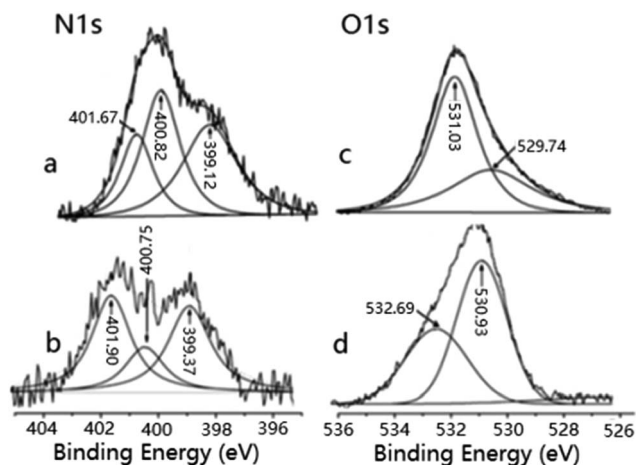 N1s
O1s
401.67
400.82
399.12
a
531.03
529.74
c
400.75
401.90
399.37
b
532.69
530.93
d
404 402 400 398
536 534 532 530 528 526
Binding Energy (eV)
Binding Energy (eV)